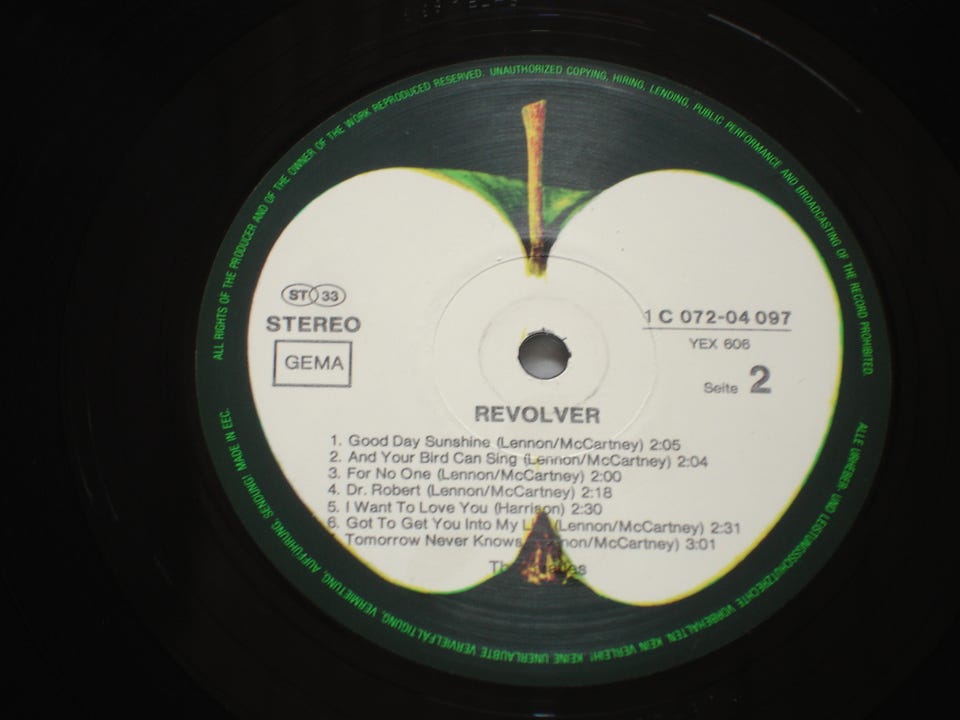 ALL RIGHTS OF THE PRODUCER AND OF THE OWNER OF THE WORK REPRODUCED RESERVED. UNAUTHORIZED COPYING, HIRING, LENDING, PUBLIC PERFORMANCE AND BROADCASTING OF THE RECORD PROHIBITED.
ST 33
STEREO
GEMA
1 C 072-04 097
YEX 606
Seite 2
REVOLVER
1. Good Day Sunshine (Lennon/McCartney) 2:05
2. And Your Bird Can Sing (Lennon/McCartney) 2:04
3. For No One (Lennon/McCartney) 2:00
4. Dr. Robert (Lennon/McCartney) 2:18
5. I Want To Love You (Harrison) 2:30
6. Got To Get You Into My (Lennon/McCartney) 2:31
Tomorrow Never Knows 3:01
ALLE URHEBER- UND LEISTUNGSSCHUTZRECHTE VORBEHALTEN. KEIN VERLEIH! KEINE UNERLAUBTE VERVIELFÄLTIGUNG, VERMIETUNG, AUFFÜHRUNG, SENDUNG! MADE IN EEC.